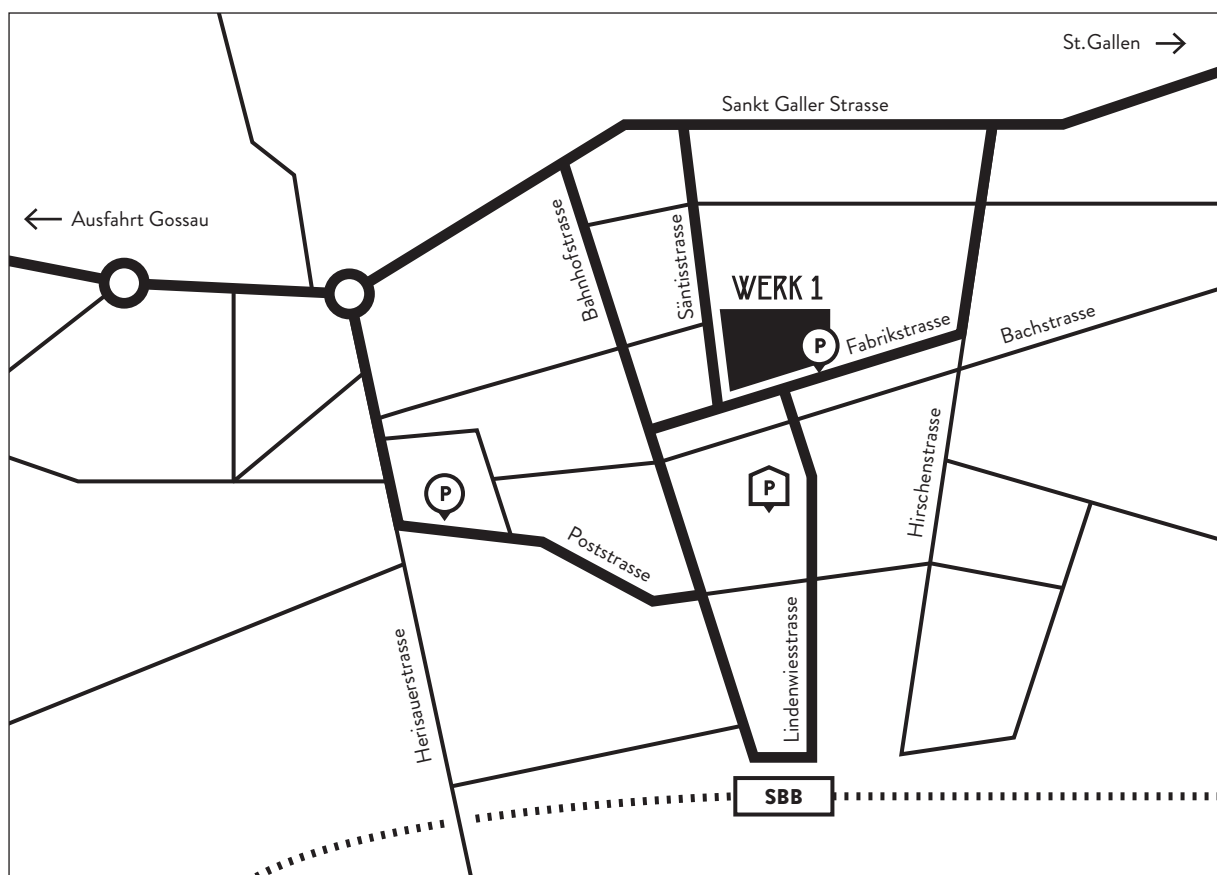 St.Gallen
Sankt Galler Strasse
Ausfahrt Gossau
Bahnhofstrasse
Säntisstrasse
WERK 1
P
Fabrikstrasse
Bachstrasse
Hirschenstrasse
P
P
Poststrasse
Lindenwiesstrasse
Herisauerstrasse
SBB